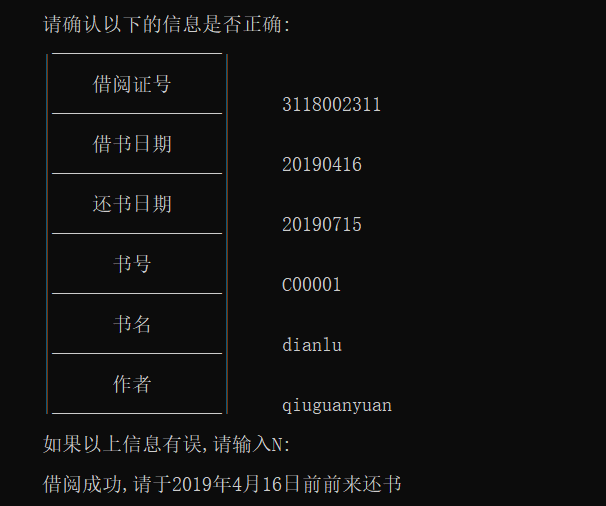 请确认以下的信息是否正确:
借阅证号
3118002311
借书日期
20190416
还书日期
20190715
书号
C00001
书名
dianlu
作者
qiuguanyuan
如果以上信息有误,请输入N:
借阅成功,请于2019年4月16日前前来还书